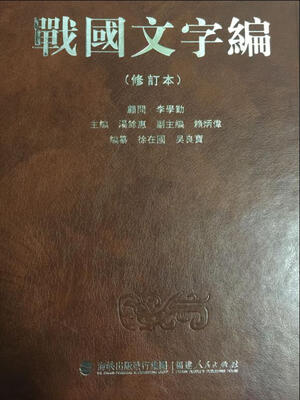 戰國文字編
(修訂本)
顧問 李學勤
主編 湯餘惠 副主編 賴炳偉
編纂 徐在國 吳良寶
海峽出版發行集團 福建人民出版社